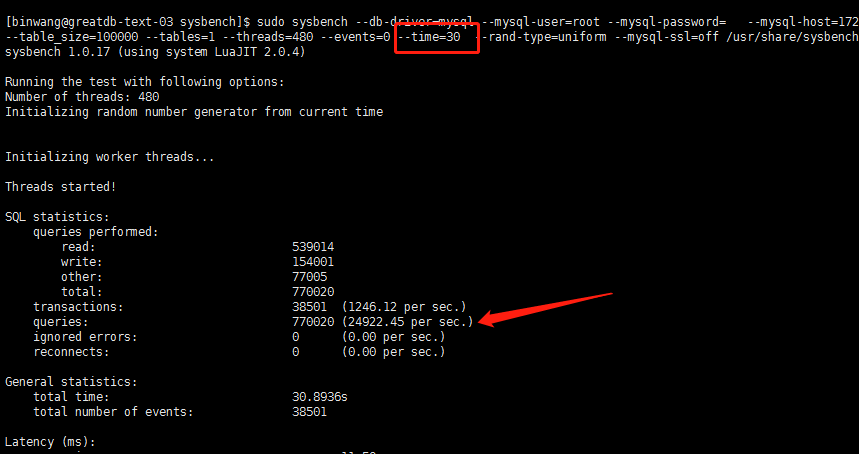 [binwang@greatdb-text-03 sysbench]$ sudo sysbench --db-driver=mysql --mysql-user=root --mysql-password=   --mysql-host=172
--table_size=100000 --tables=1 --threads=480 --events=0 --time=30  --rand-type=uniform --mysql-ssl=off /usr/share/sysbench
sysbench 1.0.17 (using system LuaJIT 2.0.4)
Running the test with following options:
Number of threads: 480
Initializing random number generator from current time
Initializing worker threads...
Threads started!
SQL statistics:
queries performed:
read: 539014
write: 154001
other: 77005
total: 770020
transactions: 38501 (1246.12 per sec.)
queries: 770020 (24922.45 per sec.)
ignored errors: 0 (0.00 per sec.)
reconnects: 0 (0.00 per sec.)
General statistics:
total time: 30.8936s
total number of events: 38501
Latency (ms):